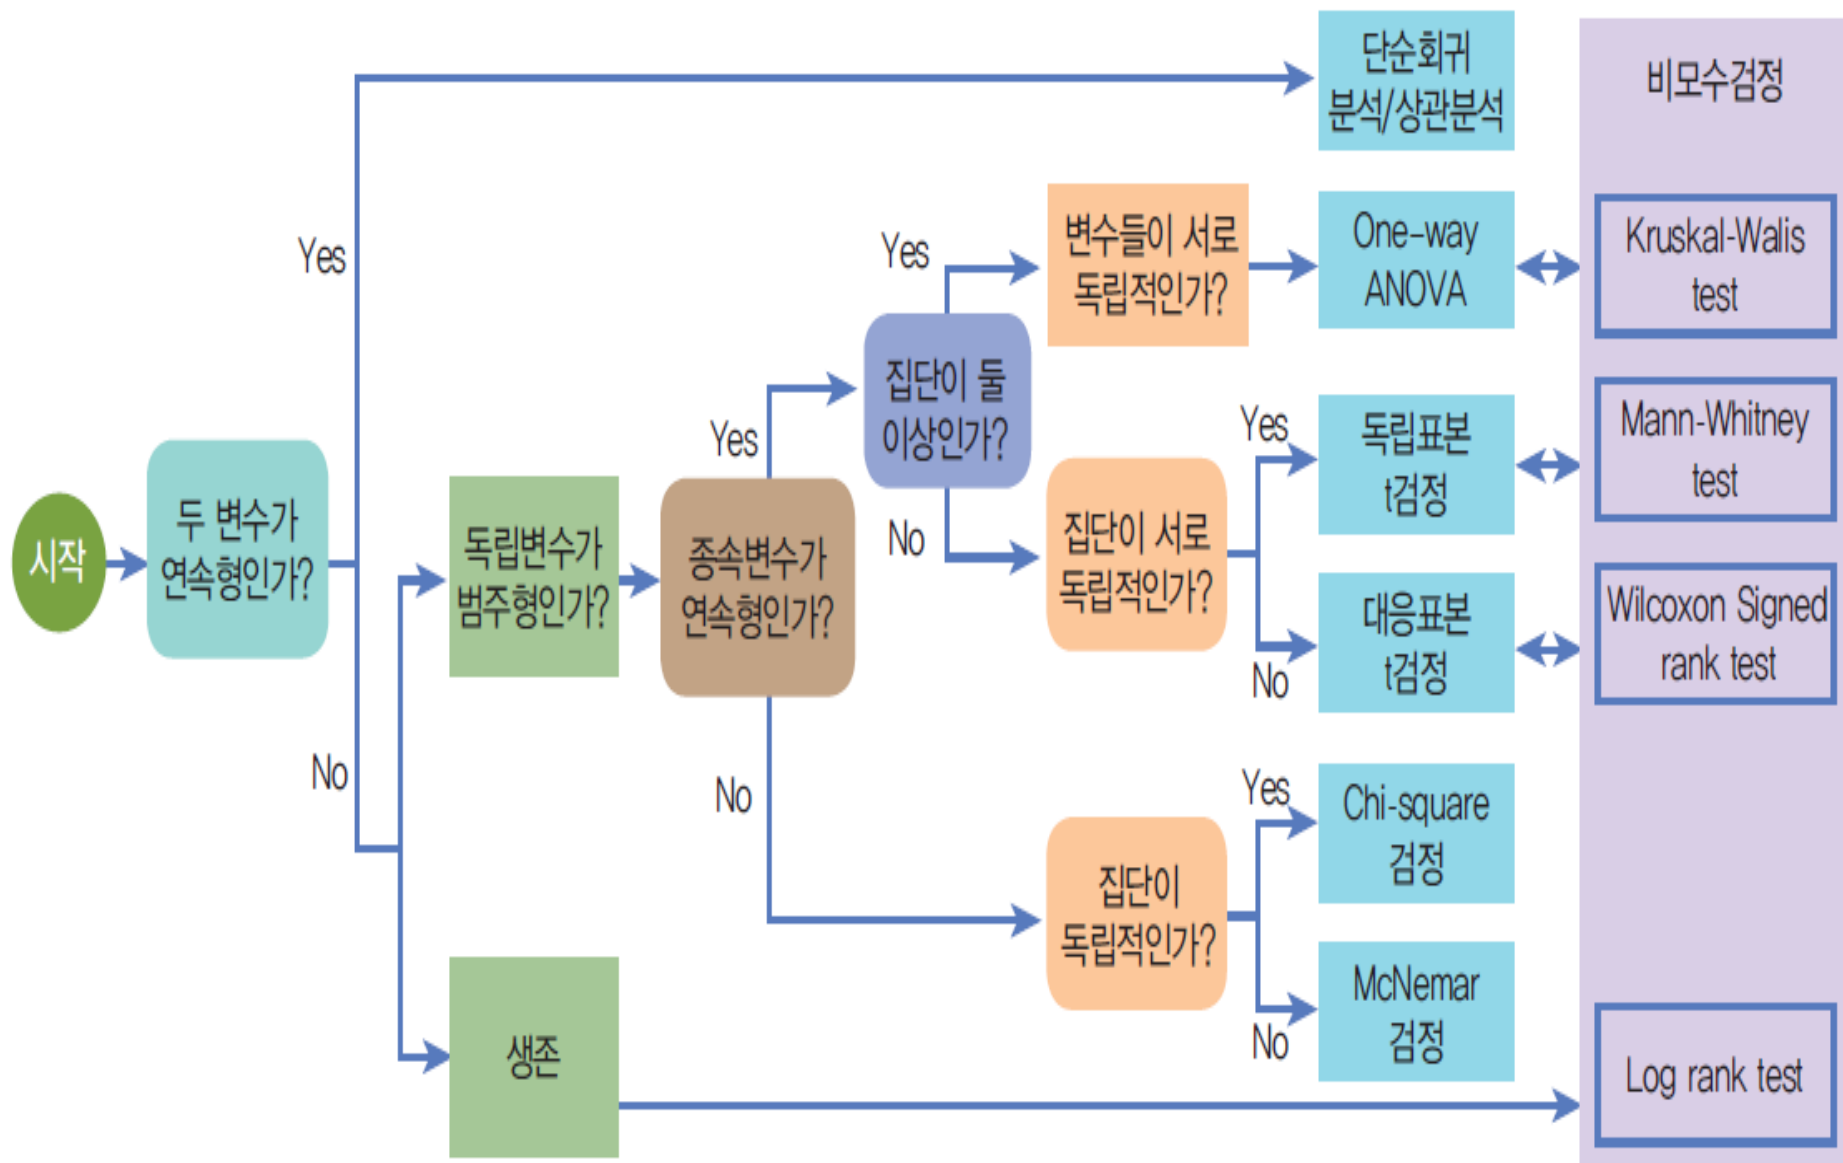 시작
두 변수가
연속형인가?
Yes
No
독립변수가
범주형인가?
생존
종속변수가
연속형인가?
Yes
No
집단이 둘
이상인가?
Yes
No
변수들이 서로
독립적인가?
집단이 서로
독립적인가?
Yes
No
집단이
독립적인가?
Yes
No
단순회귀
분석/상관분석
One-way
ANOVA
독립표본
t검정
대응표본
t검정
Chi-square
검정
McNemar
검정
비모수검정
Kruskal-Walis
test
Mann-Whitney
test
Wilcoxon Signed
rank test
Log rank test